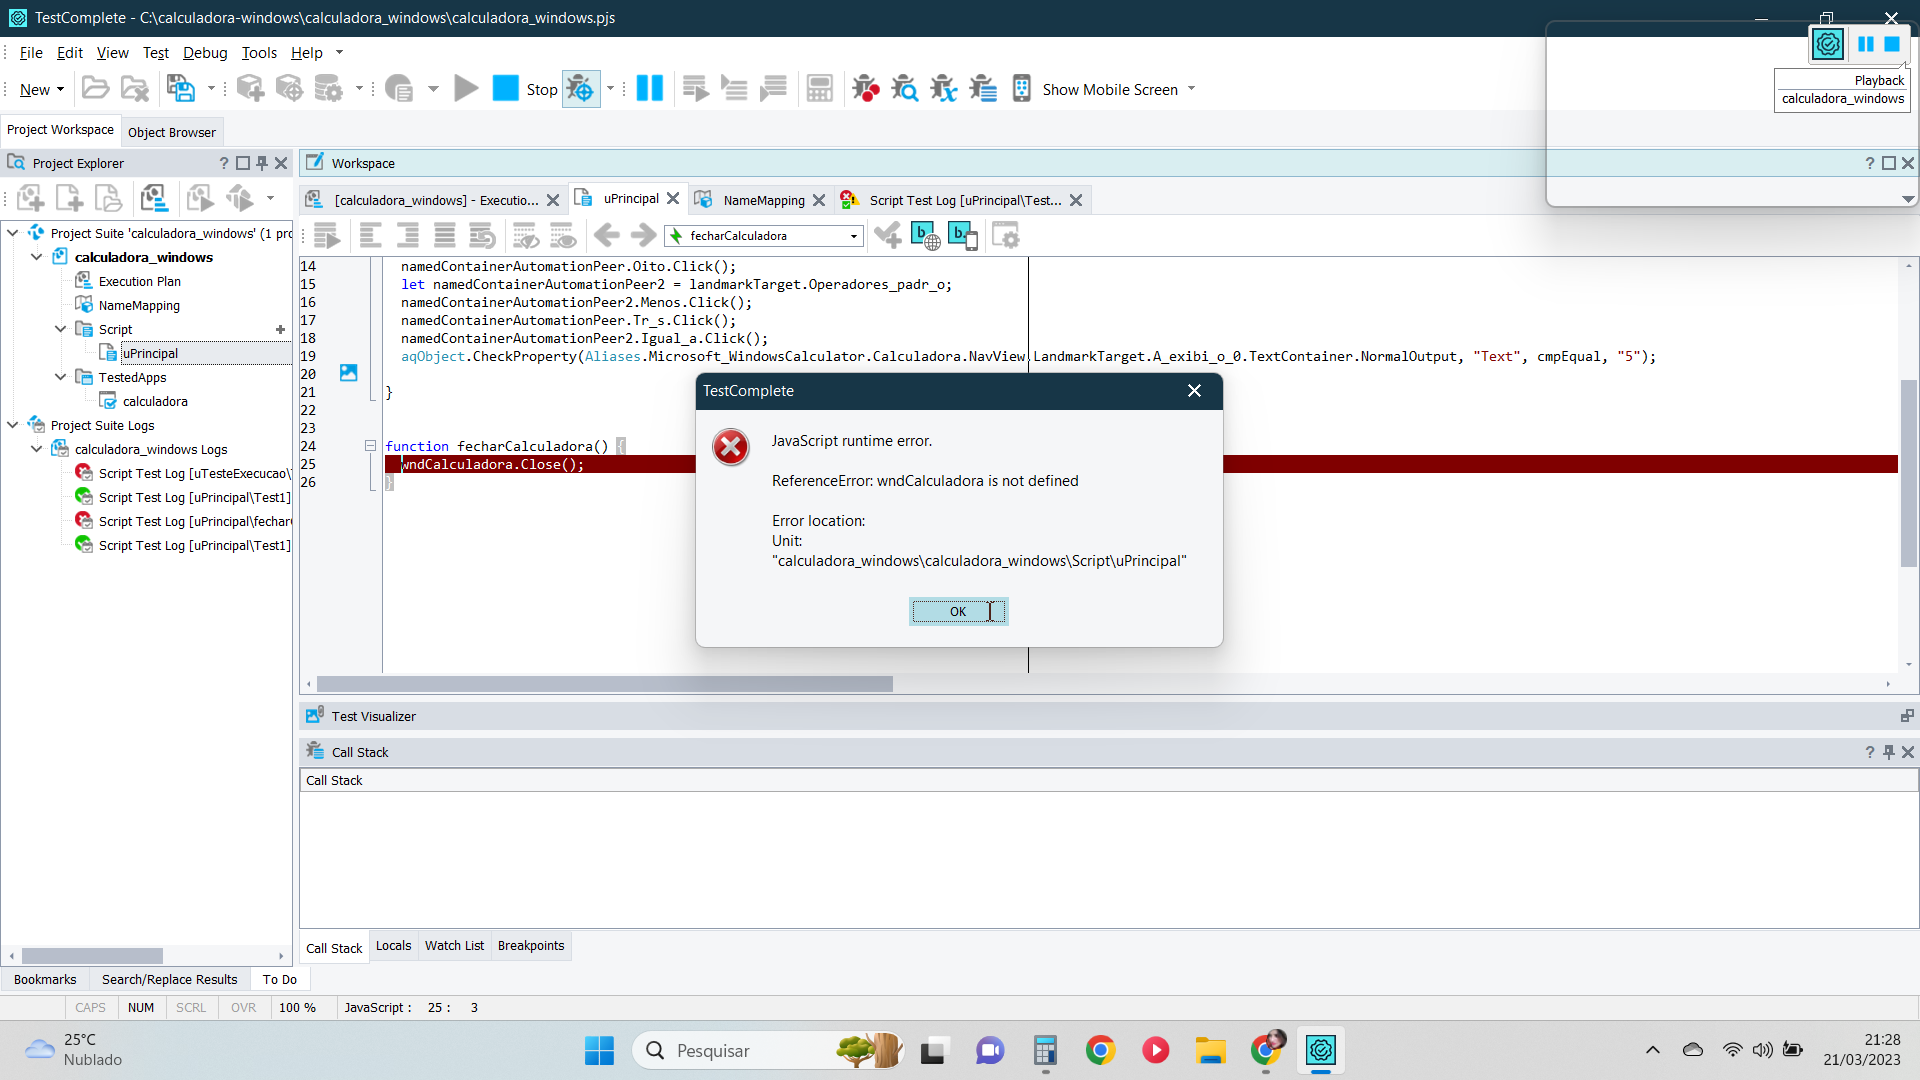 TestComplete - C:\calculadora-windows\calculadora_windows\calculadora_windows.pjs
File Edit View Test Debug Tools Help
New
Stop
Show Mobile Screen
Playback
calculadora_windows
Project Workspace
Object Browser
Project Explorer
Project Suite 'calculadora_windows' (1 pro
calculadora_windows
Execution Plan
NameMapping
Script
uPrincipal
TestedApps
calculadora
Project Suite Logs
calculadora_windows Logs
Script Test Log [uTesteExecucao\
Script Test Log [uPrincipal\Test1]
Script Test Log [uPrincipal\fechar
Script Test Log [uPrincipal\Test1]
Workspace
[calculadora_windows] - Executio...
uPrincipal
NameMapping
Script Test Log [uPrincipal\Test...
fecharCalculadora
14 namedContainerAutomationPeer.Oito.Click();
15 let namedContainerAutomationPeer2 = landmarkTarget.Operadores_padr_o;
16 namedContainerAutomationPeer2.Menos.Click();
17 namedContainerAutomationPeer.Tr_s.Click();
18 namedContainerAutomationPeer2.Igual_a.Click();
19 aqObject.CheckProperty(Aliases.Microsoft_WindowsCalculator.Calculadora.NavView.LandmarkTarget.A_exibi_o_0.TextContainer.NormalOutput, "Text", cmpEqual, "5");
20
21 }
22
23
24 function fecharCalculadora() {
25 wndCalculadora.Close();
26 }
TestComplete
JavaScript runtime error.
ReferenceError: wndCalculadora is not defined
Error location:
Unit:
"calculadora_windows\calculadora_windows\Script\uPrincipal"
OK
Test Visualizer
Call Stack
Call Stack
Call Stack Locals Watch List Breakpoints
Bookmarks Search/Replace Results To Do
CAPS NUM SCRL OVR 100 % JavaScript : 25 : 3
25°C
Nublado
Pesquisar
21:28
21/03/2023